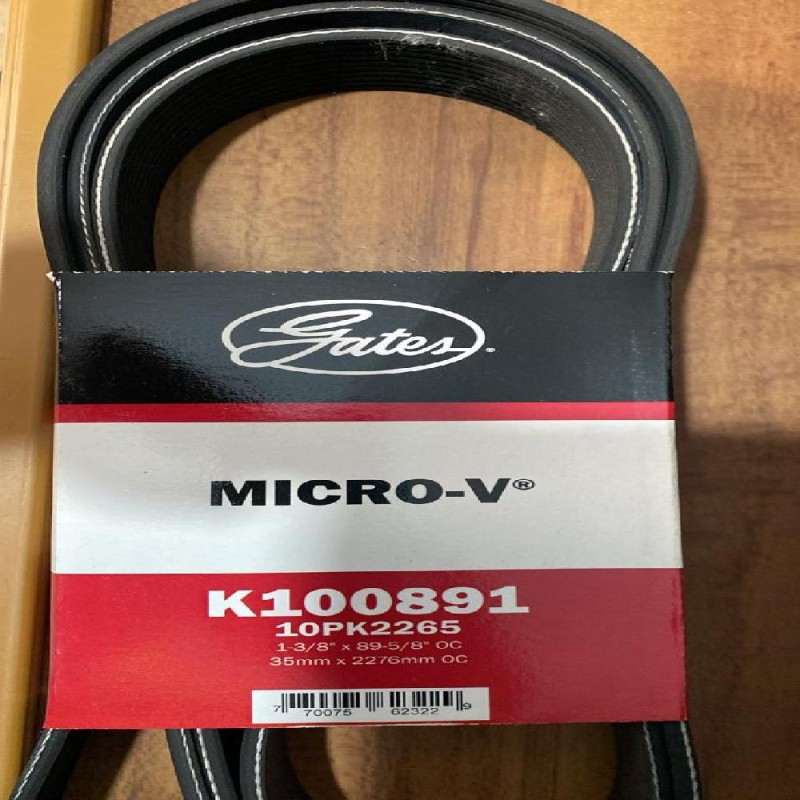 Gates®
MICRO-V®
K100891
10PK2265
1-3/8" x 89-5/8" OC
35mm x 2276mm OC
7 70075 62322 9